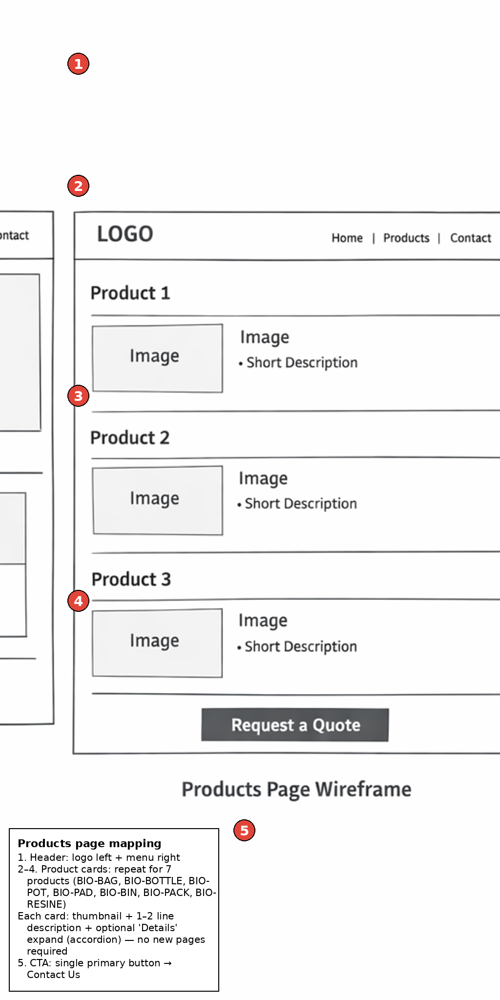 1
2
ontact
LOGO
Home | Products | Contact
Product 1
Image
Image
• Short Description
3
Product 2
Image
Image
• Short Description
Product 3
4
Image
Image
• Short Description
Request a Quote
Products Page Wireframe
5
Products page mapping
1. Header: logo left + menu right
2–4. Product cards: repeat for 7
products (BIO-BAG, BIO-BOTTLE, BIO-
POT, BIO-PAD, BIO-BIN, BIO-PACK, BIO-
RESINE)
Each card: thumbnail + 1–2 line
description + optional 'Details'
expand (accordion) — no new pages
required
5. CTA: single primary button →
Contact Us